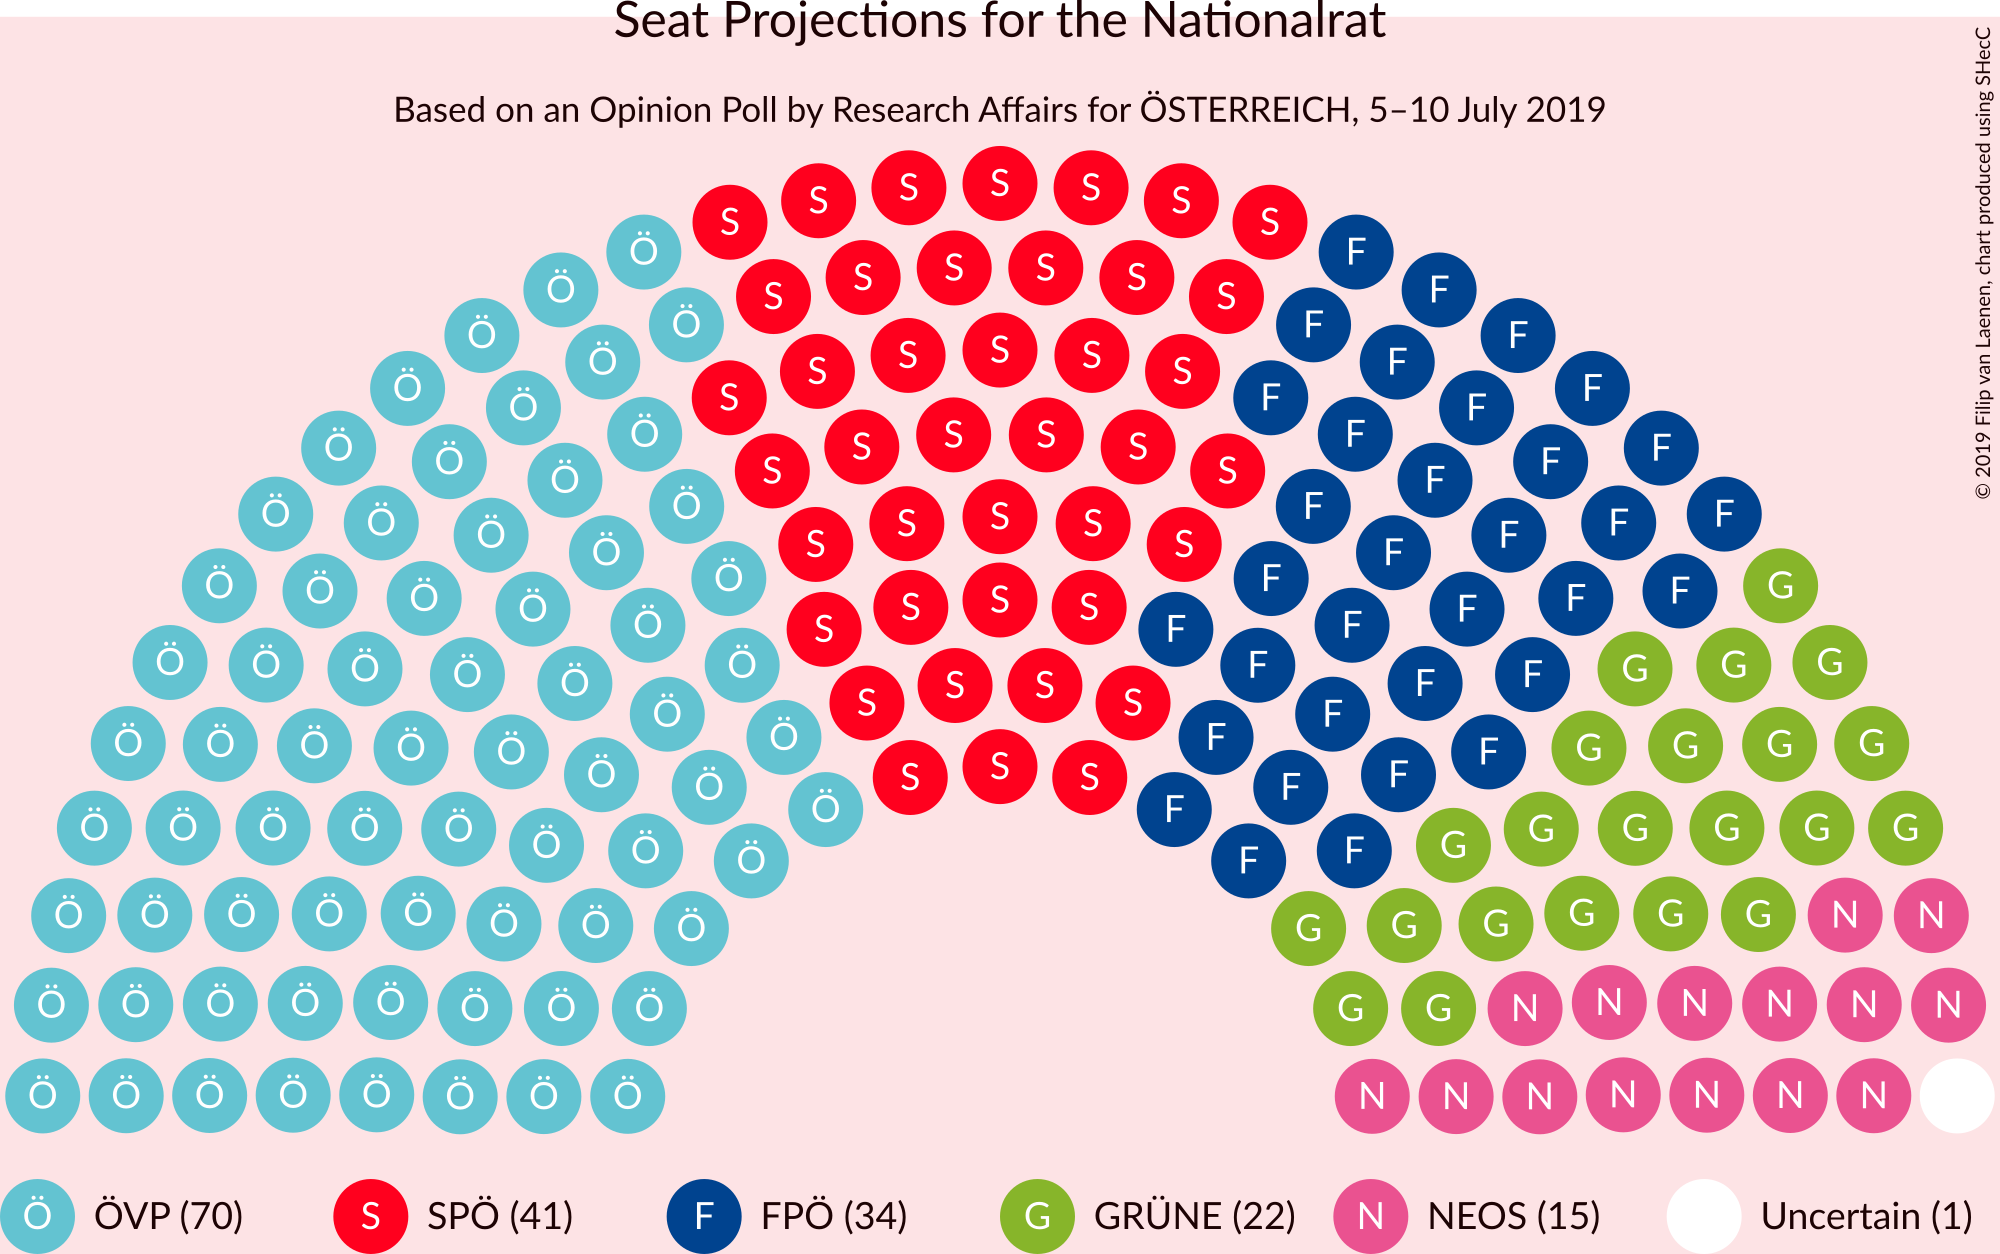 Seat Projections for the Nationalrat
Based on an Opinion Poll by Research Affairs for ÖSTERREICH, 5–10 July 2019
© 2019 Filip van Laenen, chart produced using SHecC
S S S S S S S
Ö S S S S S S F
Ö Ö S S S S S S F F
Ö Ö Ö S S S S S S F F F
Ö Ö Ö Ö S S S S S F F F F
Ö Ö Ö Ö Ö S S S S F F F F F
Ö Ö Ö Ö Ö Ö S S S S F F F F F F
Ö Ö Ö Ö Ö Ö Ö S S S F F F F F F G
Ö Ö Ö Ö Ö Ö Ö Ö F F F F F G G G
Ö Ö Ö Ö Ö Ö Ö Ö F F F F G G G G
Ö Ö Ö Ö Ö Ö Ö Ö F F G G G G G G
Ö Ö Ö Ö Ö Ö Ö Ö G G G G G G N N
Ö Ö Ö Ö Ö Ö Ö Ö G G N N N N N N
Ö Ö Ö Ö Ö Ö Ö Ö N N N N N N N
Ö ÖVP (70) S SPÖ (41) F FPÖ (34) G GRÜNE (22) N NEOS (15) Uncertain (1)